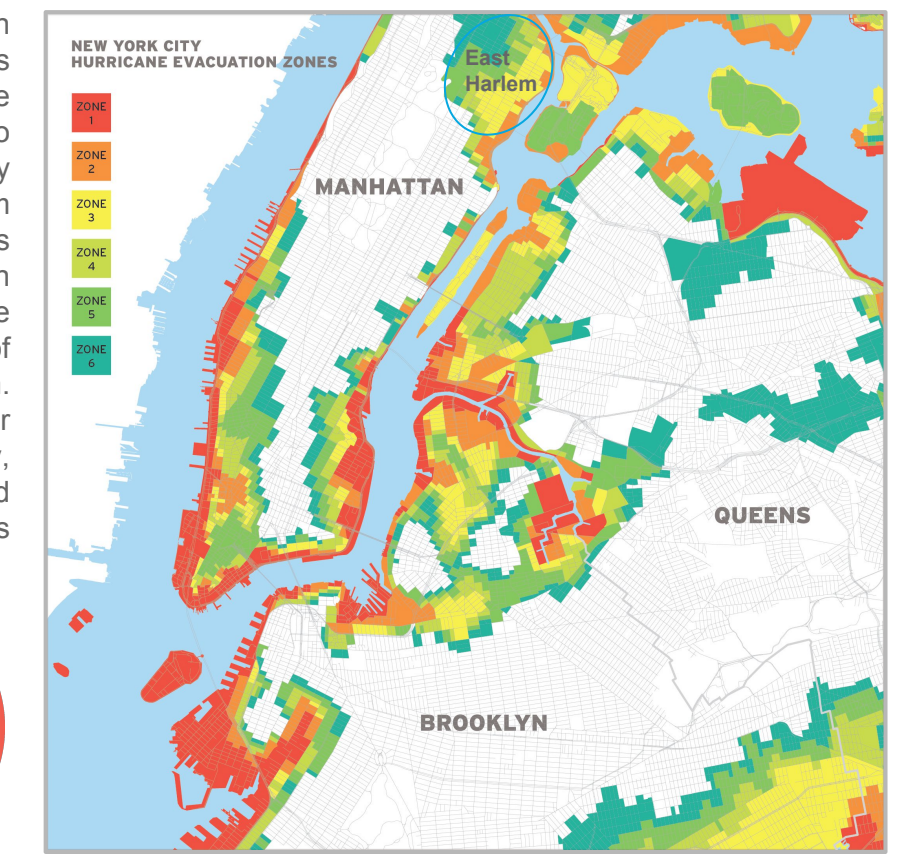 NEW YORK CITY
HURRICANE EVACUATION ZONES
ZONE
1
ZONE
2
ZONE
3
ZONE
4
ZONE
5
ZONE
6
East
Harlem
MANHATTAN
QUEENS
BROOKLYN